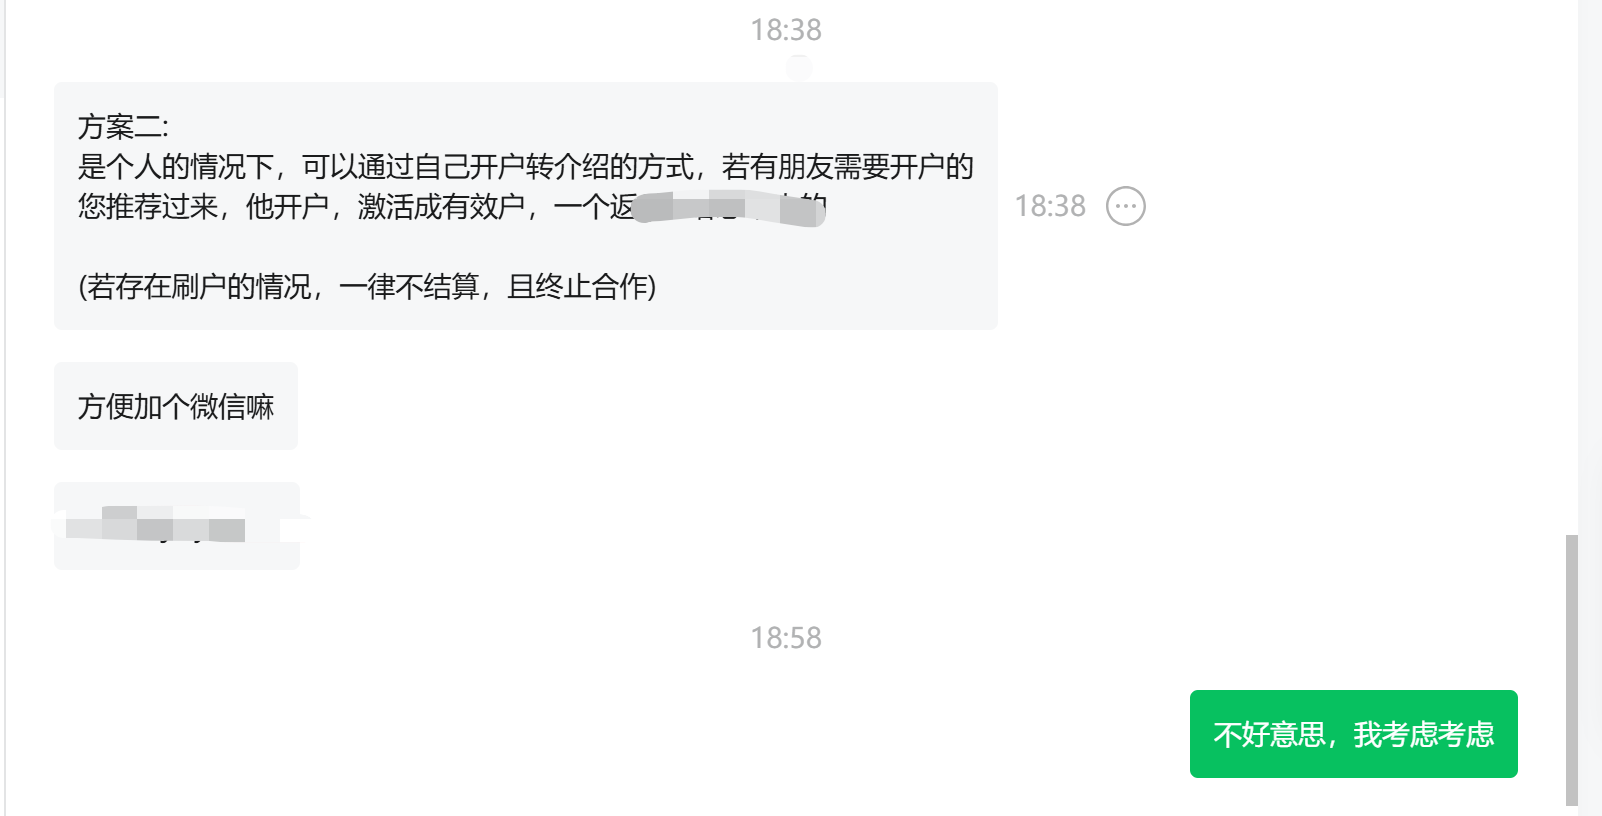 18:38
方案二:
是个人的情况下，可以通过自己开户转介绍的方式，若有朋友需要开户的
您推荐过来，他开户，激活成有效户，一个返的
18:38
(若存在刷户的情况，一律不结算，且终止合作)
方便加个微信嘛
18:58
不好意思，我考虑考虑